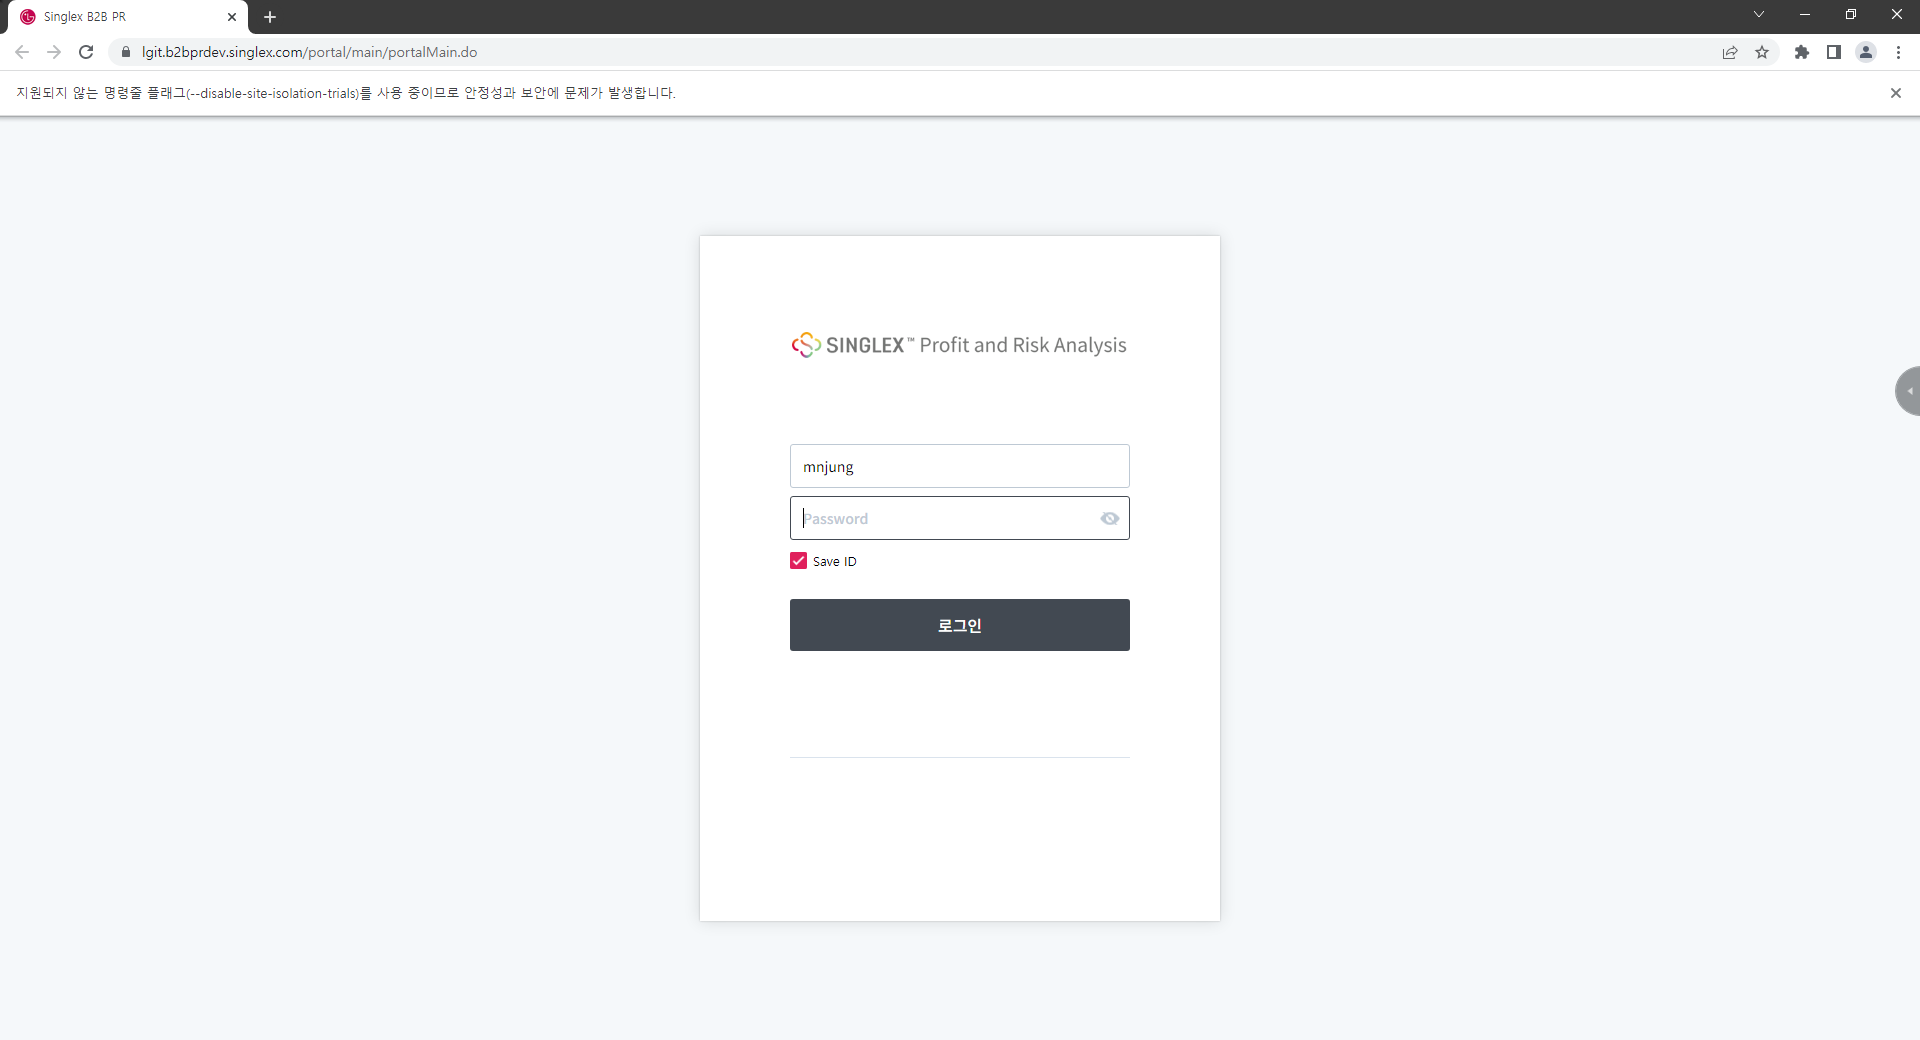 Singlex B2B PR
lgit.b2bprdev.singlex.com/portal/main/portalMain.do
지원되지 않는 명령줄 플래그(--disable-site-isolation-trials)를 사용 중이므로 안정성과 보안에 문제가 발생합니다.
SINGLEX™ Profit and Risk Analysis
mnjung
Password
Save ID
로그인